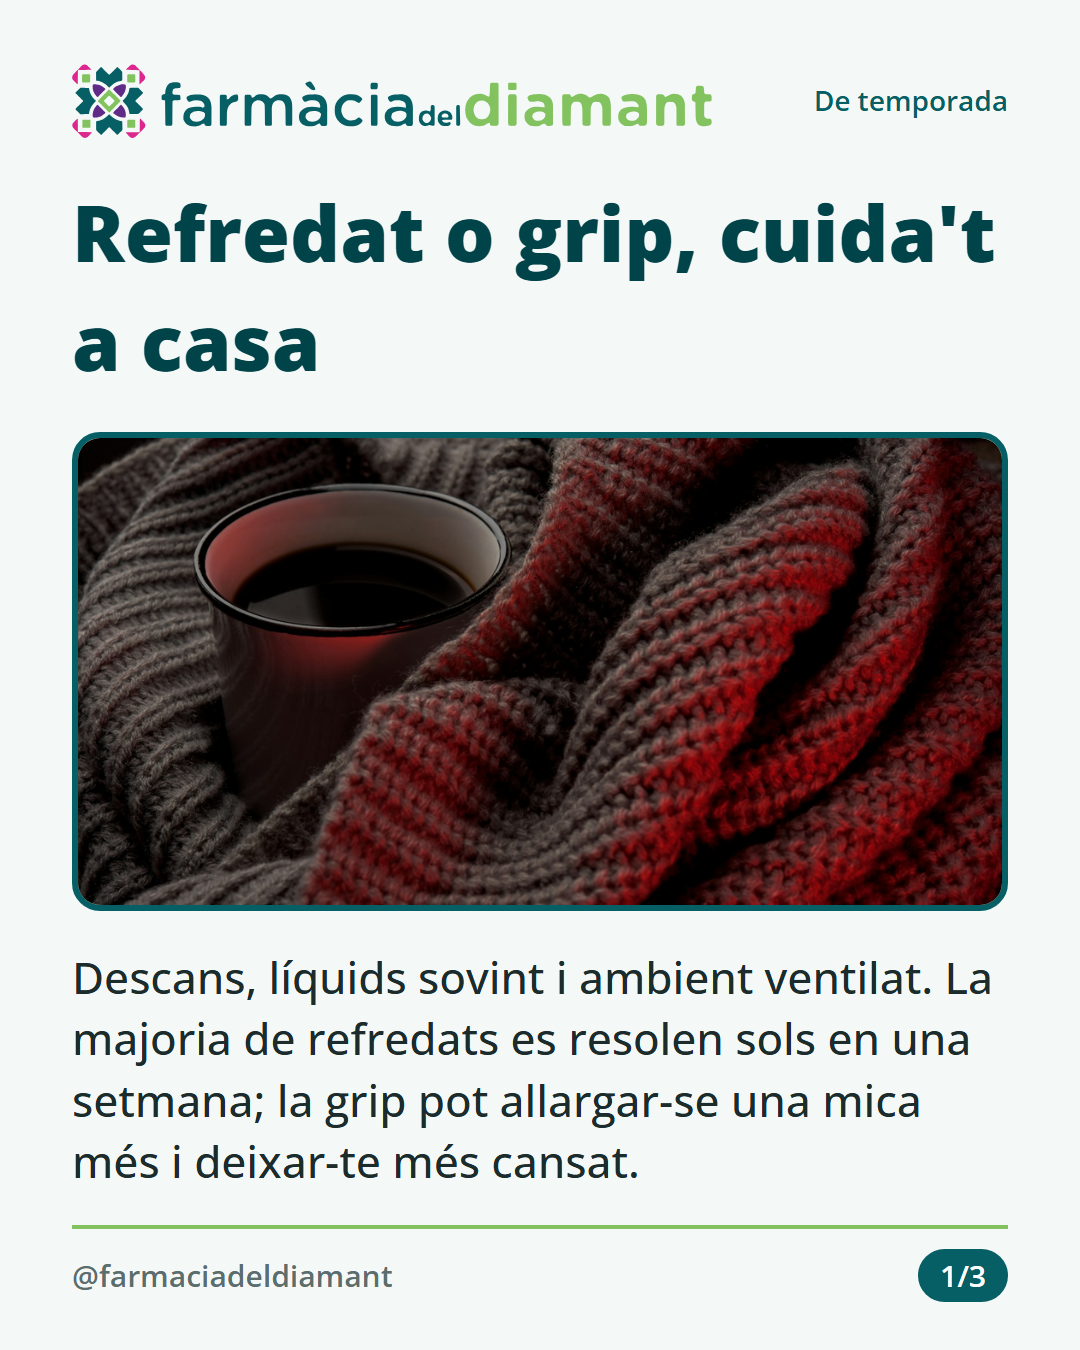 farmàciadeldiamant
De temporada
Refredat o grip, cuida't
a casa
Descans, líquids sovint i ambient ventilat. La
majoria de refredats es resolen sols en una
setmana; la grip pot allargar-se una mica
més i deixar-te més cansat.
@farmaciadeldiamant
1/3